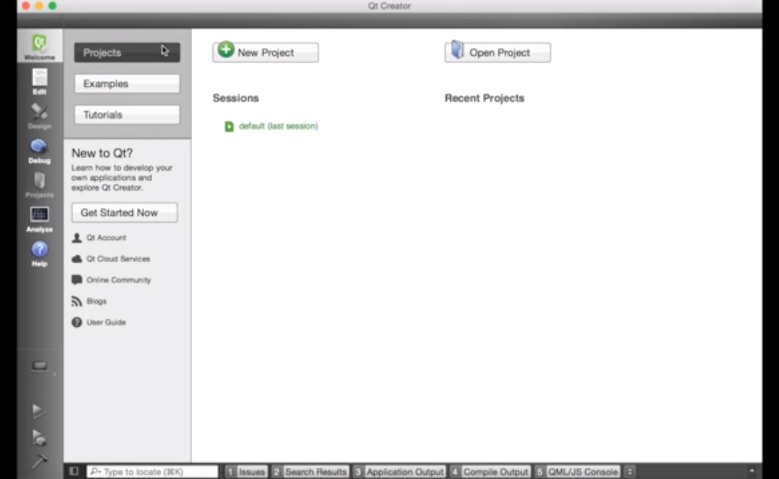 Qt Creator
Welcome
Edit
Design
Debug
Projects
Analyze
Help
Projects
Examples
Tutorials
New to Qt?
Learn how to develop your
own applications and
explore Qt Creator.
Get Started Now
Qt Account
Qt Cloud Services
Online Community
Blogs
User Guide
New Project
Open Project
Sessions
Recent Projects
default (last session)
Type to locate (⌘K)
1 Issues 2 Search Results 3 Application Output 4 Compile Output 5 QML/JS Console